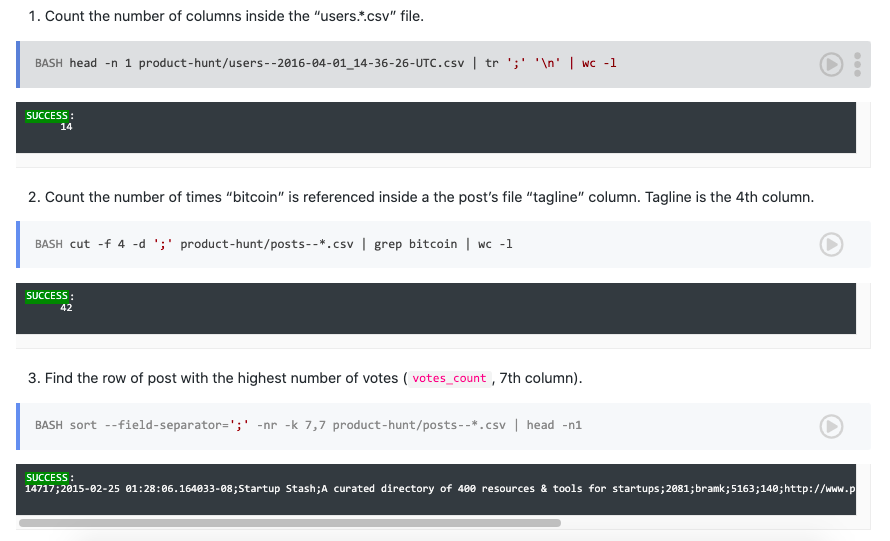 1. Count the number of columns inside the “users.*.csv” file.
BASH head -n 1 product-hunt/users--2016-04-01_14-36-26-UTC.csv | tr ';' '\n' | wc -l
SUCCESS:
14
2. Count the number of times “bitcoin” is referenced inside a the post’s file “tagline” column. Tagline is the 4th column.
BASH cut -f 4 -d ';' product-hunt/posts--*.csv | grep bitcoin | wc -l
SUCCESS:
42
3. Find the row of post with the highest number of votes ( votes_count , 7th column).
BASH sort --field-separator=';' -nr -k 7,7 product-hunt/posts--*.csv | head -n1
SUCCESS:
14717;2015-02-25 01:28:06.164033-08;Startup Stash;A curated directory of 400 resources & tools for startups;2081;bramk;5163;140;http://www.p